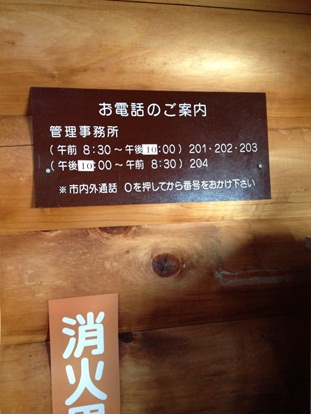 お電話のご案内
管理事務所
(午前 8:30～午後10:00) 201・202・203
(午後10:00～午前 8:30) 204
※市内外通話 0を押してから番号をおかけ下さい
消火